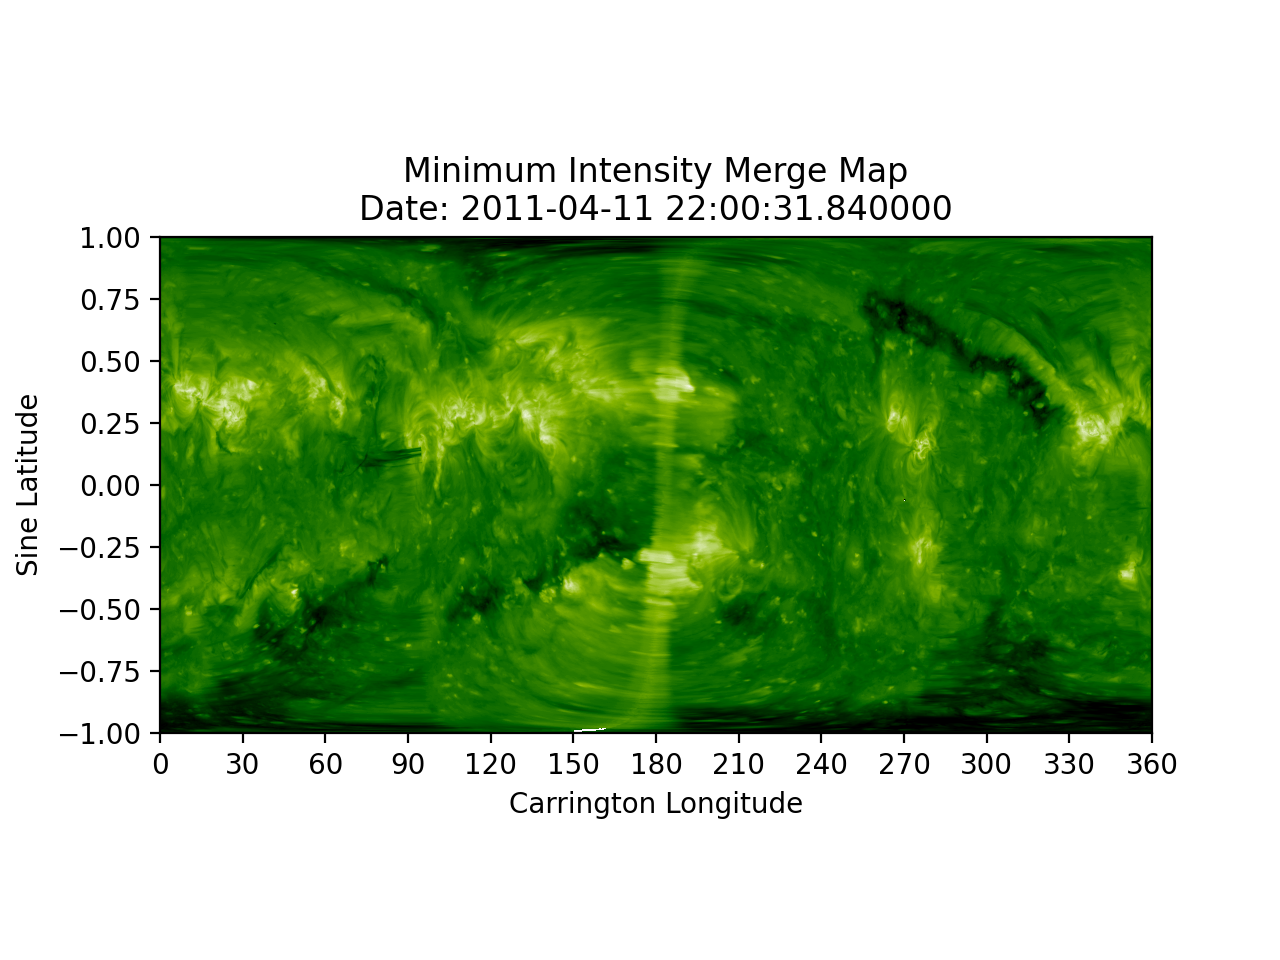 Minimum Intensity Merge Map
Date: 2011-04-11 22:00:31.840000
1.00
0.75
0.50
0.25
0.00
−0.25
−0.50
−0.75
−1.00
Sine Latitude
0 30 60 90 120 150 180 210 240 270 300 330 360
Carrington Longitude